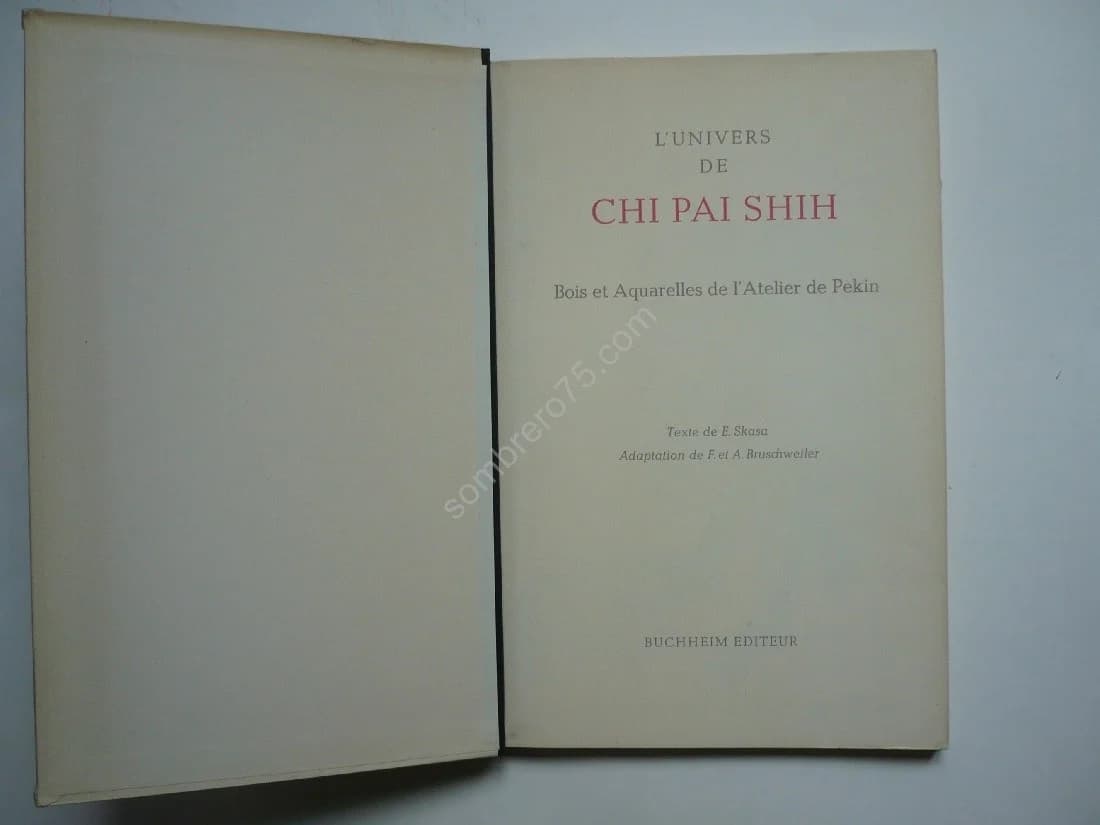 L'UNIVERS
DE
CHI PAI SHIH
Bois et Aquarelles de l'Atelier de Pekin
Texte de E. Skasa
Adaptation de F. et A. Bruschweiler
BUCHHEIM EDITEUR
sombrero75.com